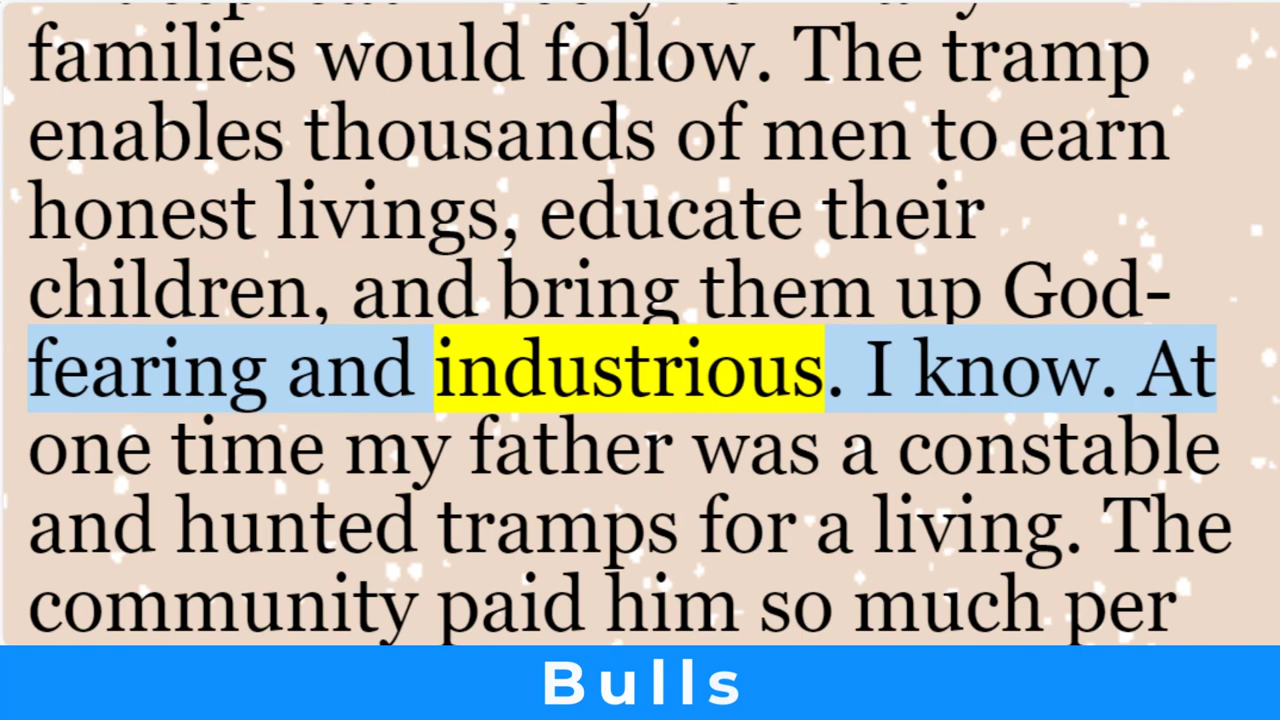 families would follow. The tramp
enables thousands of men to earn
honest livings, educate their
children, and bring them up God-
fearing and industrious. I know. At
one time my father was a constable
and hunted tramps for a living. The
community paid him so much per
Bulls